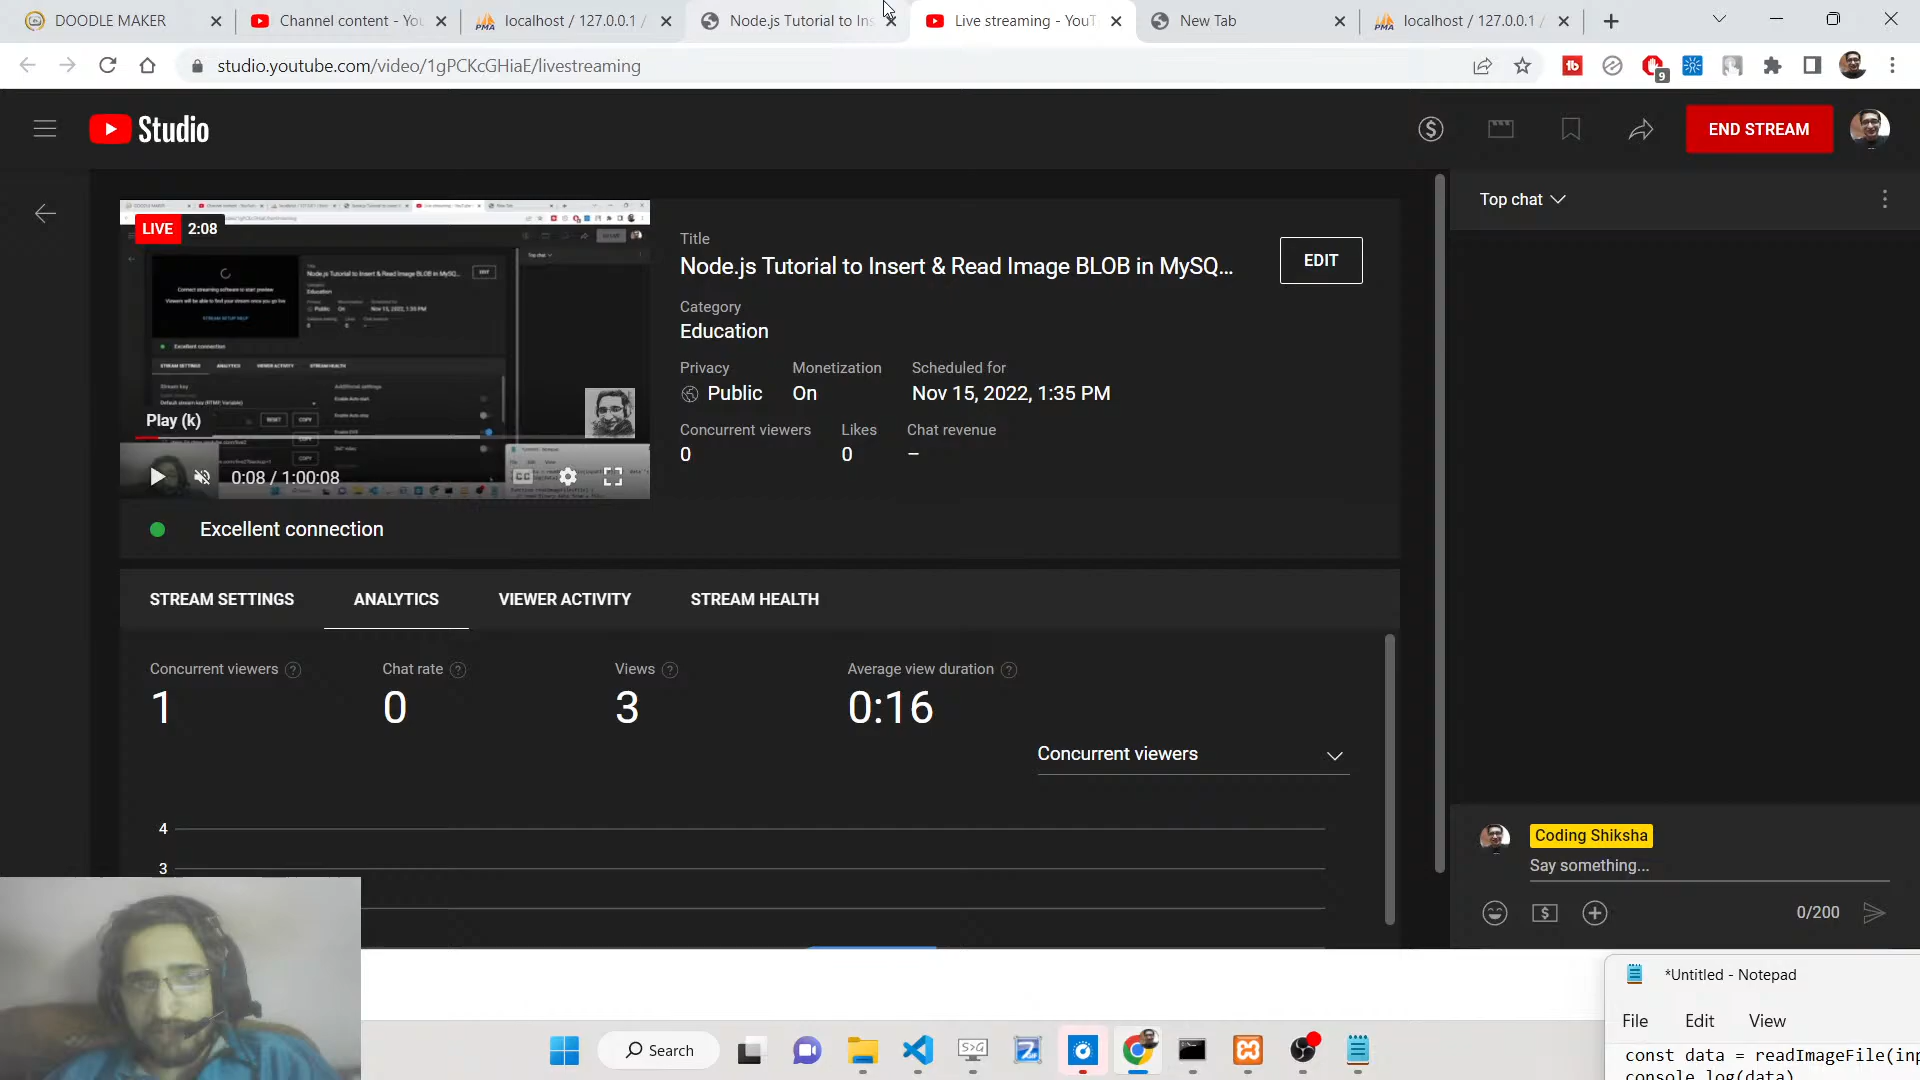 DOODLE MAKER
Channel content - You
localhost / 127.0.0.1 /
Node.js Tutorial to Ins
Live streaming - YouT
New Tab
localhost / 127.0.0.1 /
studio.youtube.com/video/1gPCKcGHiaE/livestreaming
9
Studio
END STREAM
LIVE 2:08
Play (k)
0:08 / 1:00:08
Excellent connection
Title
Node.js Tutorial to Insert & Read Image BLOB in MySQ...
EDIT
Category
Education
Privacy Monetization Scheduled for
Public On Nov 15, 2022, 1:35 PM
Concurrent viewers Likes Chat revenue
0 0 –
STREAM SETTINGS ANALYTICS VIEWER ACTIVITY STREAM HEALTH
Concurrent viewers Chat rate Views Average view duration
1 0 3 0:16
Concurrent viewers
4
3
Top chat
Coding Shiksha
Say something...
0/200
*Untitled - Notepad
File Edit View
const data = readImageFile(inp
console.log(data)
Search